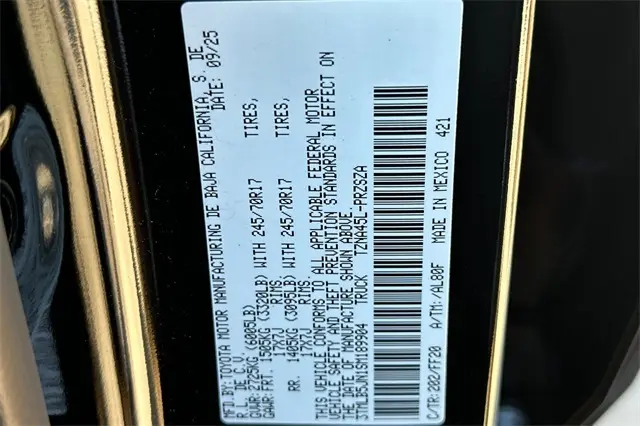 MFD.BY:TOYOTA MOTOR MANUFACTURING DE BAJA CALIFORNIA, S. DE
R. L. DE C.V. DATE: 09/25
GVWR: 2725KG (6005LB)
GAWR:FRT. 1505KG (3320LB) WITH 245/70R17 TIRES,
17X7J RIMS
RR. 1405KG (3095LB) WITH 245/70R17 TIRES,
17X7J RIMS
THIS VEHICLE CONFORMS TO ALL APPLICABLE FEDERAL MOTOR
VEHICLE SAFETY AND THEFT PREVENTION STANDARDS IN EFFECT ON
THE DATE OF MANUFACTURE SHOWN ABOVE.
TRUCK TZNA45L-PRZSZA
C/TR: 202/FF20 A/TM: /AL80F MADE IN MEXICO 421